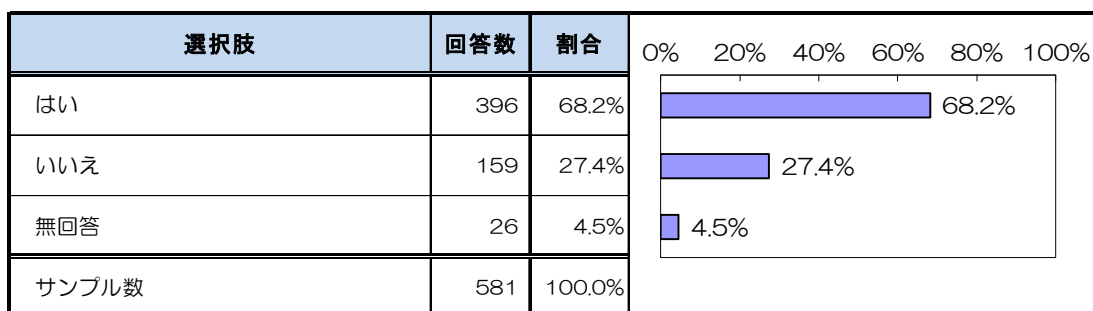 選択肢 回答数 割合
はい 396 68.2%
いいえ 159 27.4%
無回答 26 4.5%
サンプル数 581 100.0%
0% 20% 40% 60% 80% 100%
68.2%
27.4%
4.5%